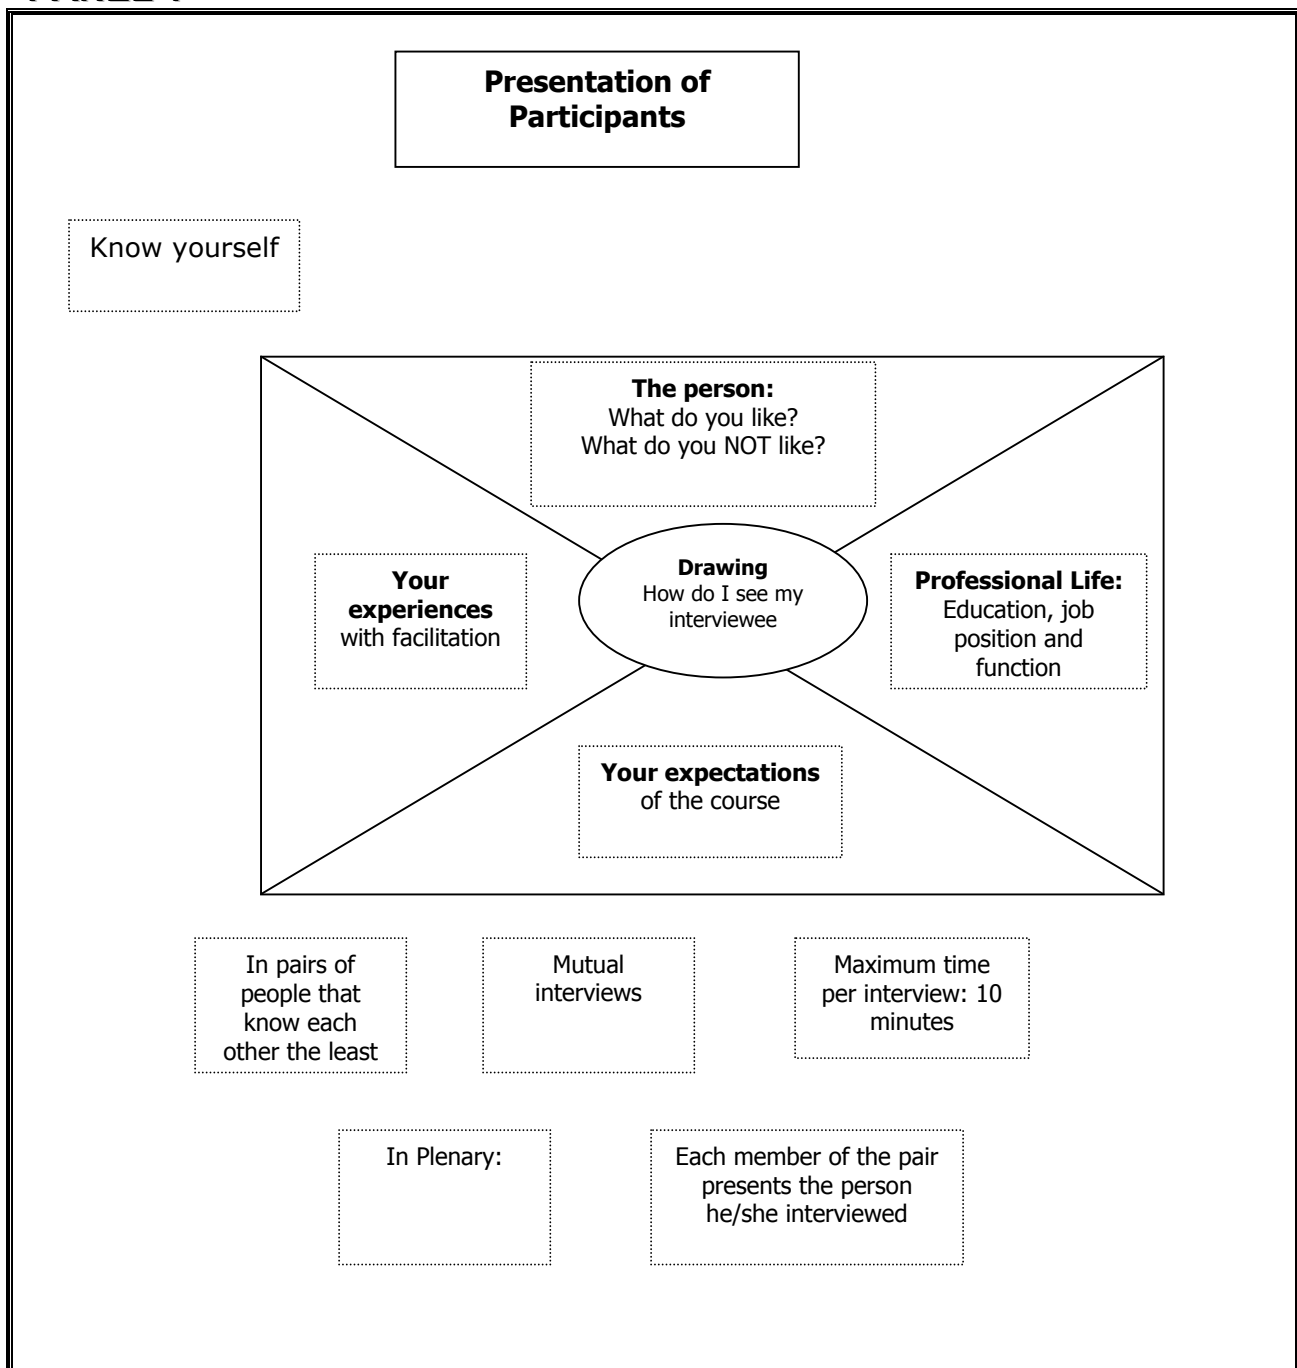 Presentation of
Participants
Know yourself
The person:
What do you like?
What do you NOT like?
Your
experiences
with facilitation
Drawing
How do I see my
interviewee
Professional Life:
Education, job
position and
function
Your expectations
of the course
In pairs of
people that
know each
other the least
Mutual
interviews
Maximum time
per interview: 10
minutes
In Plenary:
Each member of the pair
presents the person
he/she interviewed